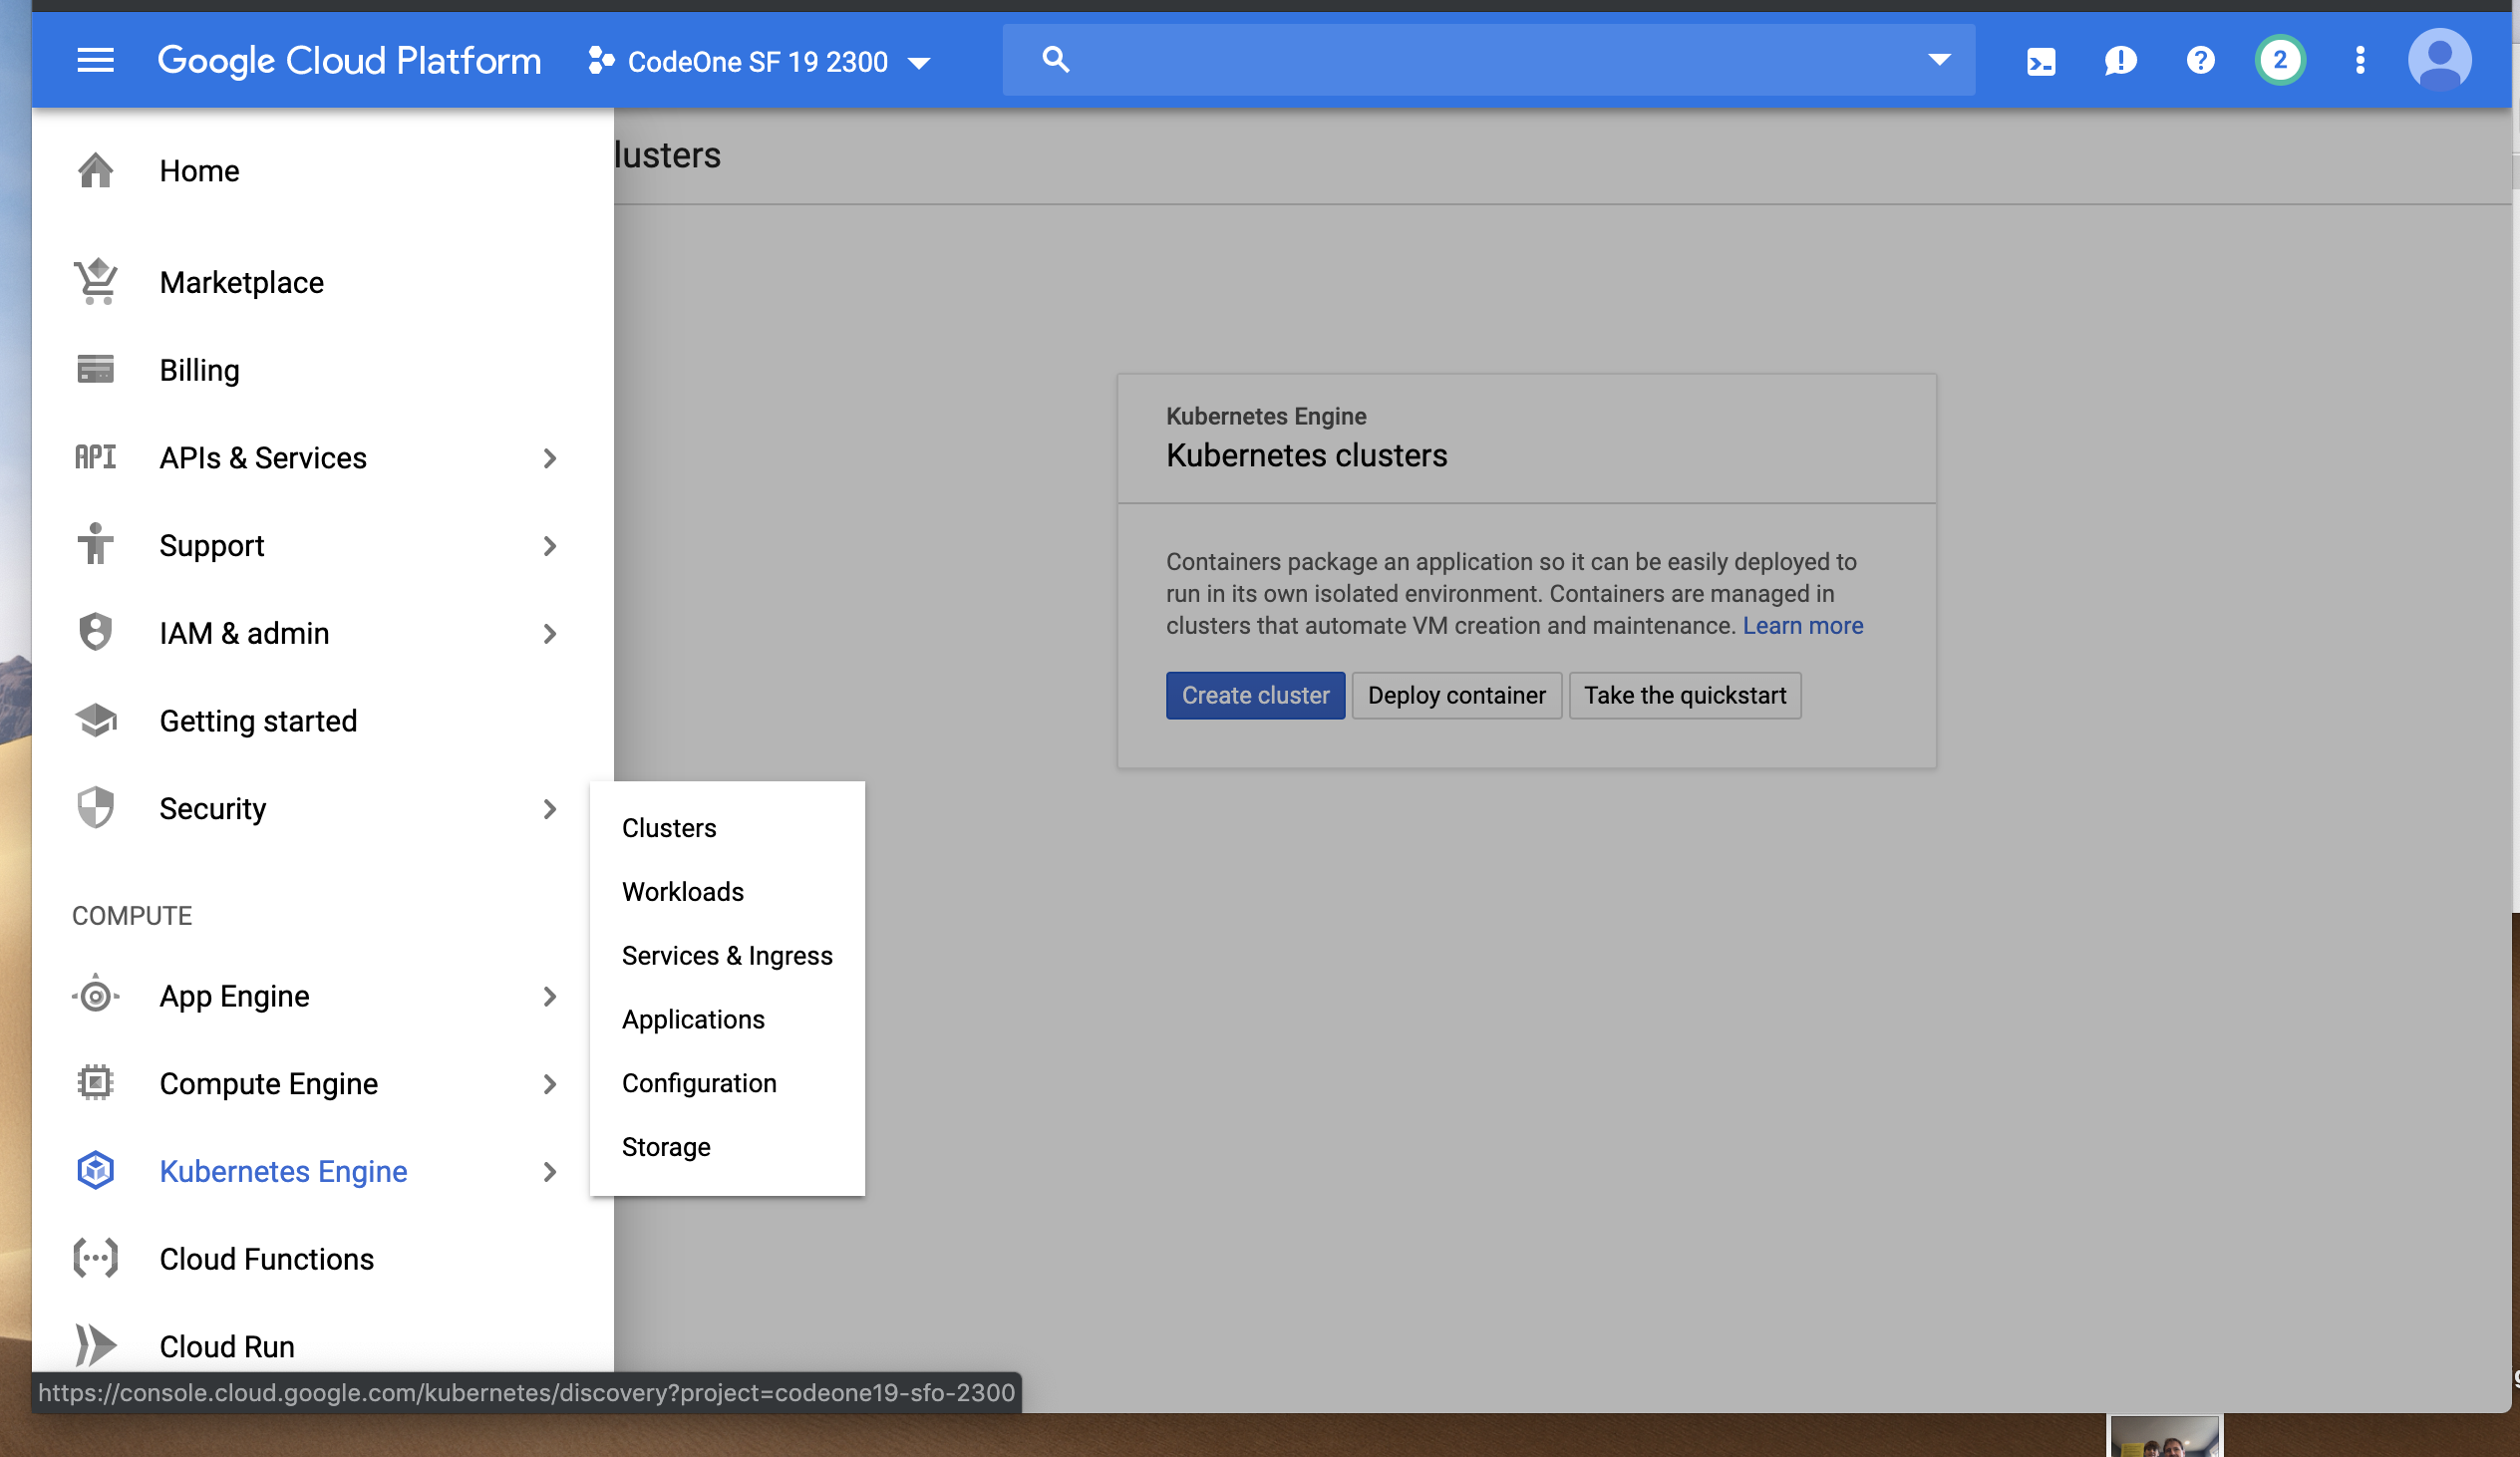 Google Cloud Platform
CodeOne SF 19 2300
2
lusters
Home
Marketplace
Billing
API
APIs & Services
Support
IAM & admin
Getting started
Security
COMPUTE
App Engine
Compute Engine
Kubernetes Engine
Cloud Functions
Cloud Run
Clusters
Workloads
Services & Ingress
Applications
Configuration
Storage
Kubernetes Engine
Kubernetes clusters
Containers package an application so it can be easily deployed to
run in its own isolated environment. Containers are managed in
clusters that automate VM creation and maintenance. Learn more
Create cluster
Deploy container
Take the quickstart
https://console.cloud.google.com/kubernetes/discovery?project=codeone19-sfo-2300